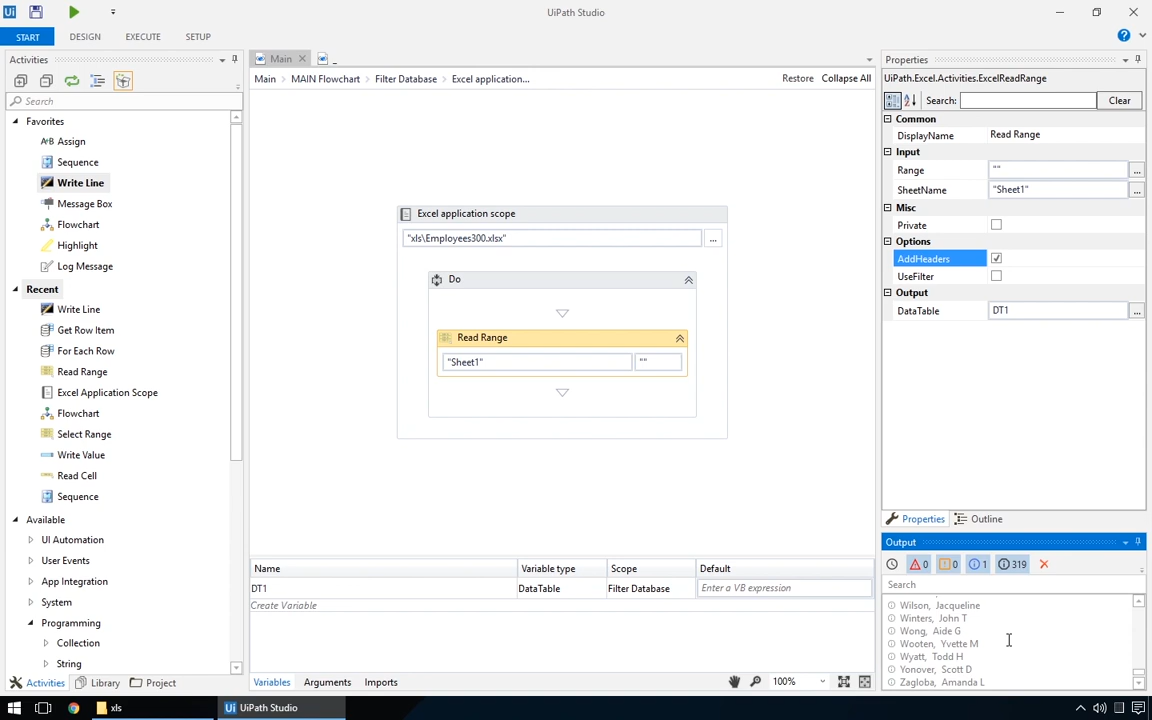 Ui
UiPath Studio
START DESIGN EXECUTE SETUP
Activities
Search
Favorites
A+B Assign
Sequence
Write Line
Message Box
Flowchart
Highlight
Log Message
Recent
Write Line
Get Row Item
For Each Row
Read Range
Excel Application Scope
Flowchart
Select Range
Write Value
Read Cell
Sequence
Available
UI Automation
User Events
App Integration
System
Programming
Collection
String
Activities Library Project
Main
Main MAIN Flowchart Filter Database Excel application...
Restore Collapse All
Excel application scope
"xls\Employees300.xlsx" ...
Do
Read Range
"Sheet1" ""
Name Variable type Scope Default
DT1 DataTable Filter Database Enter a VB expression
Create Variable
Variables Arguments Imports
100%
Properties
UiPath.Excel.Activities.ExcelReadRange
Search: Clear
Common
DisplayName Read Range
Input
Range "" ...
SheetName "Sheet1" ...
Misc
Private
Options
AddHeaders
UseFilter
Output
DataTable DT1 ...
Properties Outline
Output
0 0 1 319
Search
Wilson, Jacqueline
Winters, John T
Wong, Aide G
Wooten, Yvette M
Wyatt, Todd H
Yonover, Scott D
Zagloba, Amanda L
xls
Ui UiPath Studio